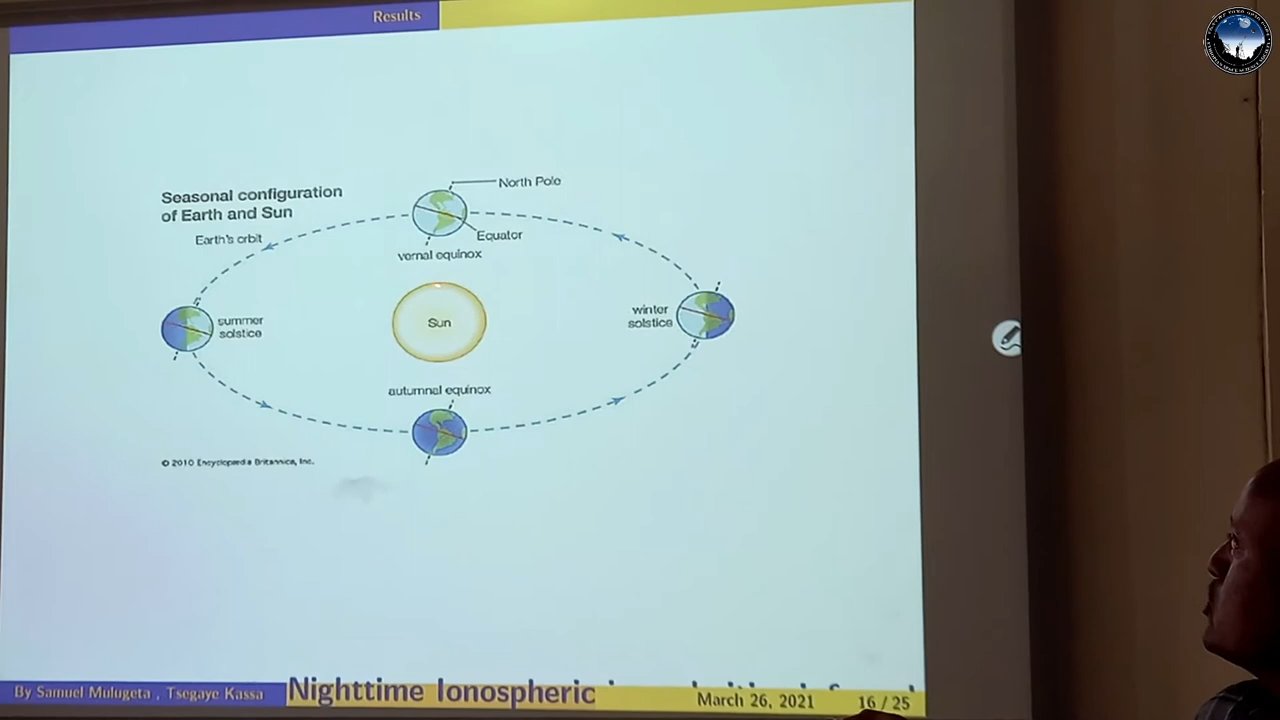 Results
Seasonal configuration
of Earth and Sun
North Pole
Earth's orbit
Equator
vernal equinox
summer
solstice
Sun
winter
solstice
autumnal equinox
© 2010 Encyclopædia Britannica, Inc.
By Samuel Mulugeta , Tsegaye Kassa
Nighttime Ionospheric
March 26, 2021
16 / 25